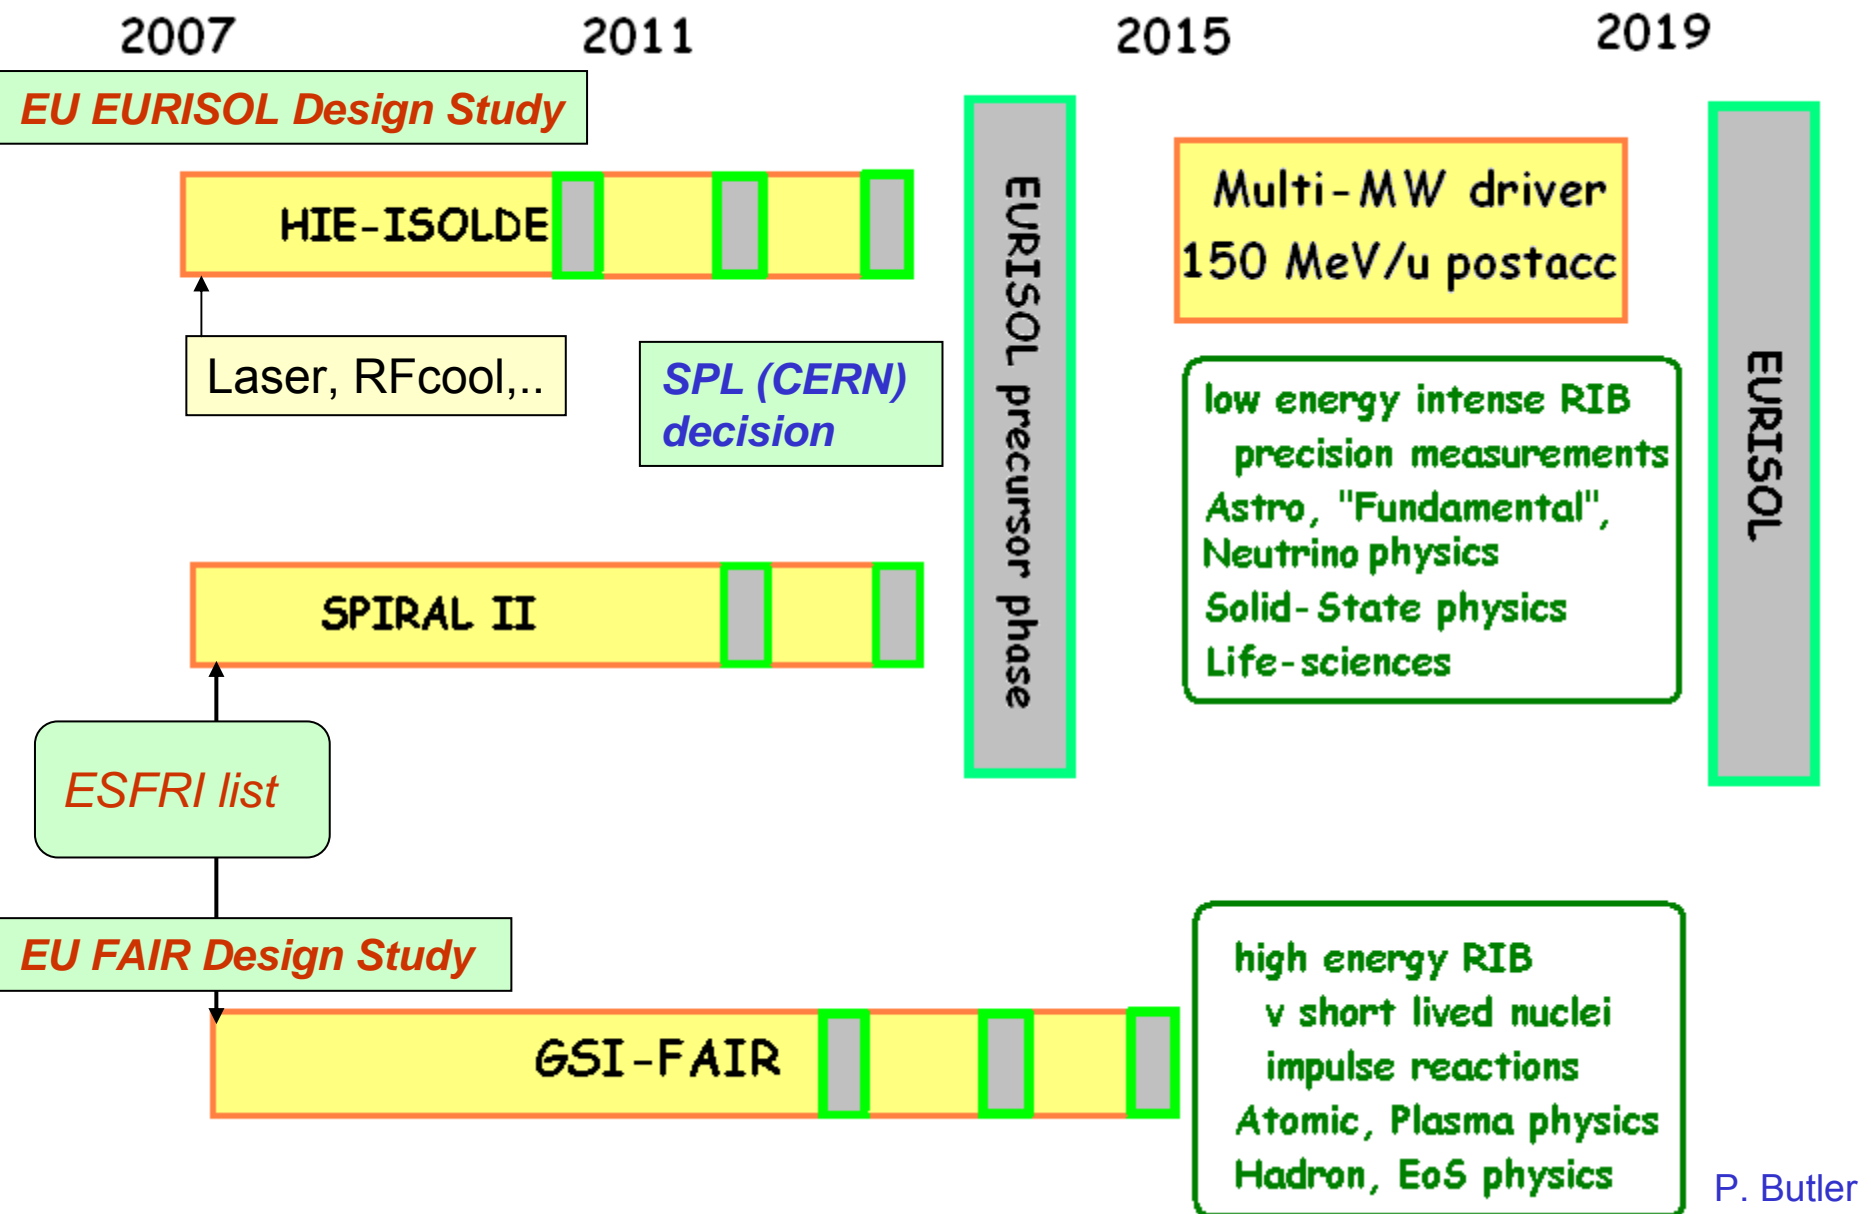 2007
2011
2015
2019
EU EURISOL Design Study
HIE-ISOLDE
Laser, RFcool,..
SPL (CERN)
decision
EURISOL precursor phase
Multi-MW driver
150 MeV/u postacc
low energy intense RIB
precision measurements
Astro, "Fundamental",
Neutrino physics
Solid-State physics
Life-sciences
EURISOL
SPIRAL II
ESFRI list
EU FAIR Design Study
GSI-FAIR
high energy RIB
v short lived nuclei
impulse reactions
Atomic, Plasma physics
Hadron, EoS physics
P. Butler